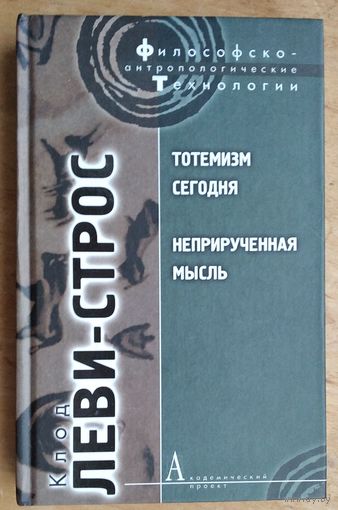 Философско-
антропологические
Технологии
Клод
ЛЕВИ-СТРОС
ТОТЕМИЗМ
СЕГОДНЯ
НЕПРИРУЧЕННАЯ
МЫСЛЬ
Академический
проект